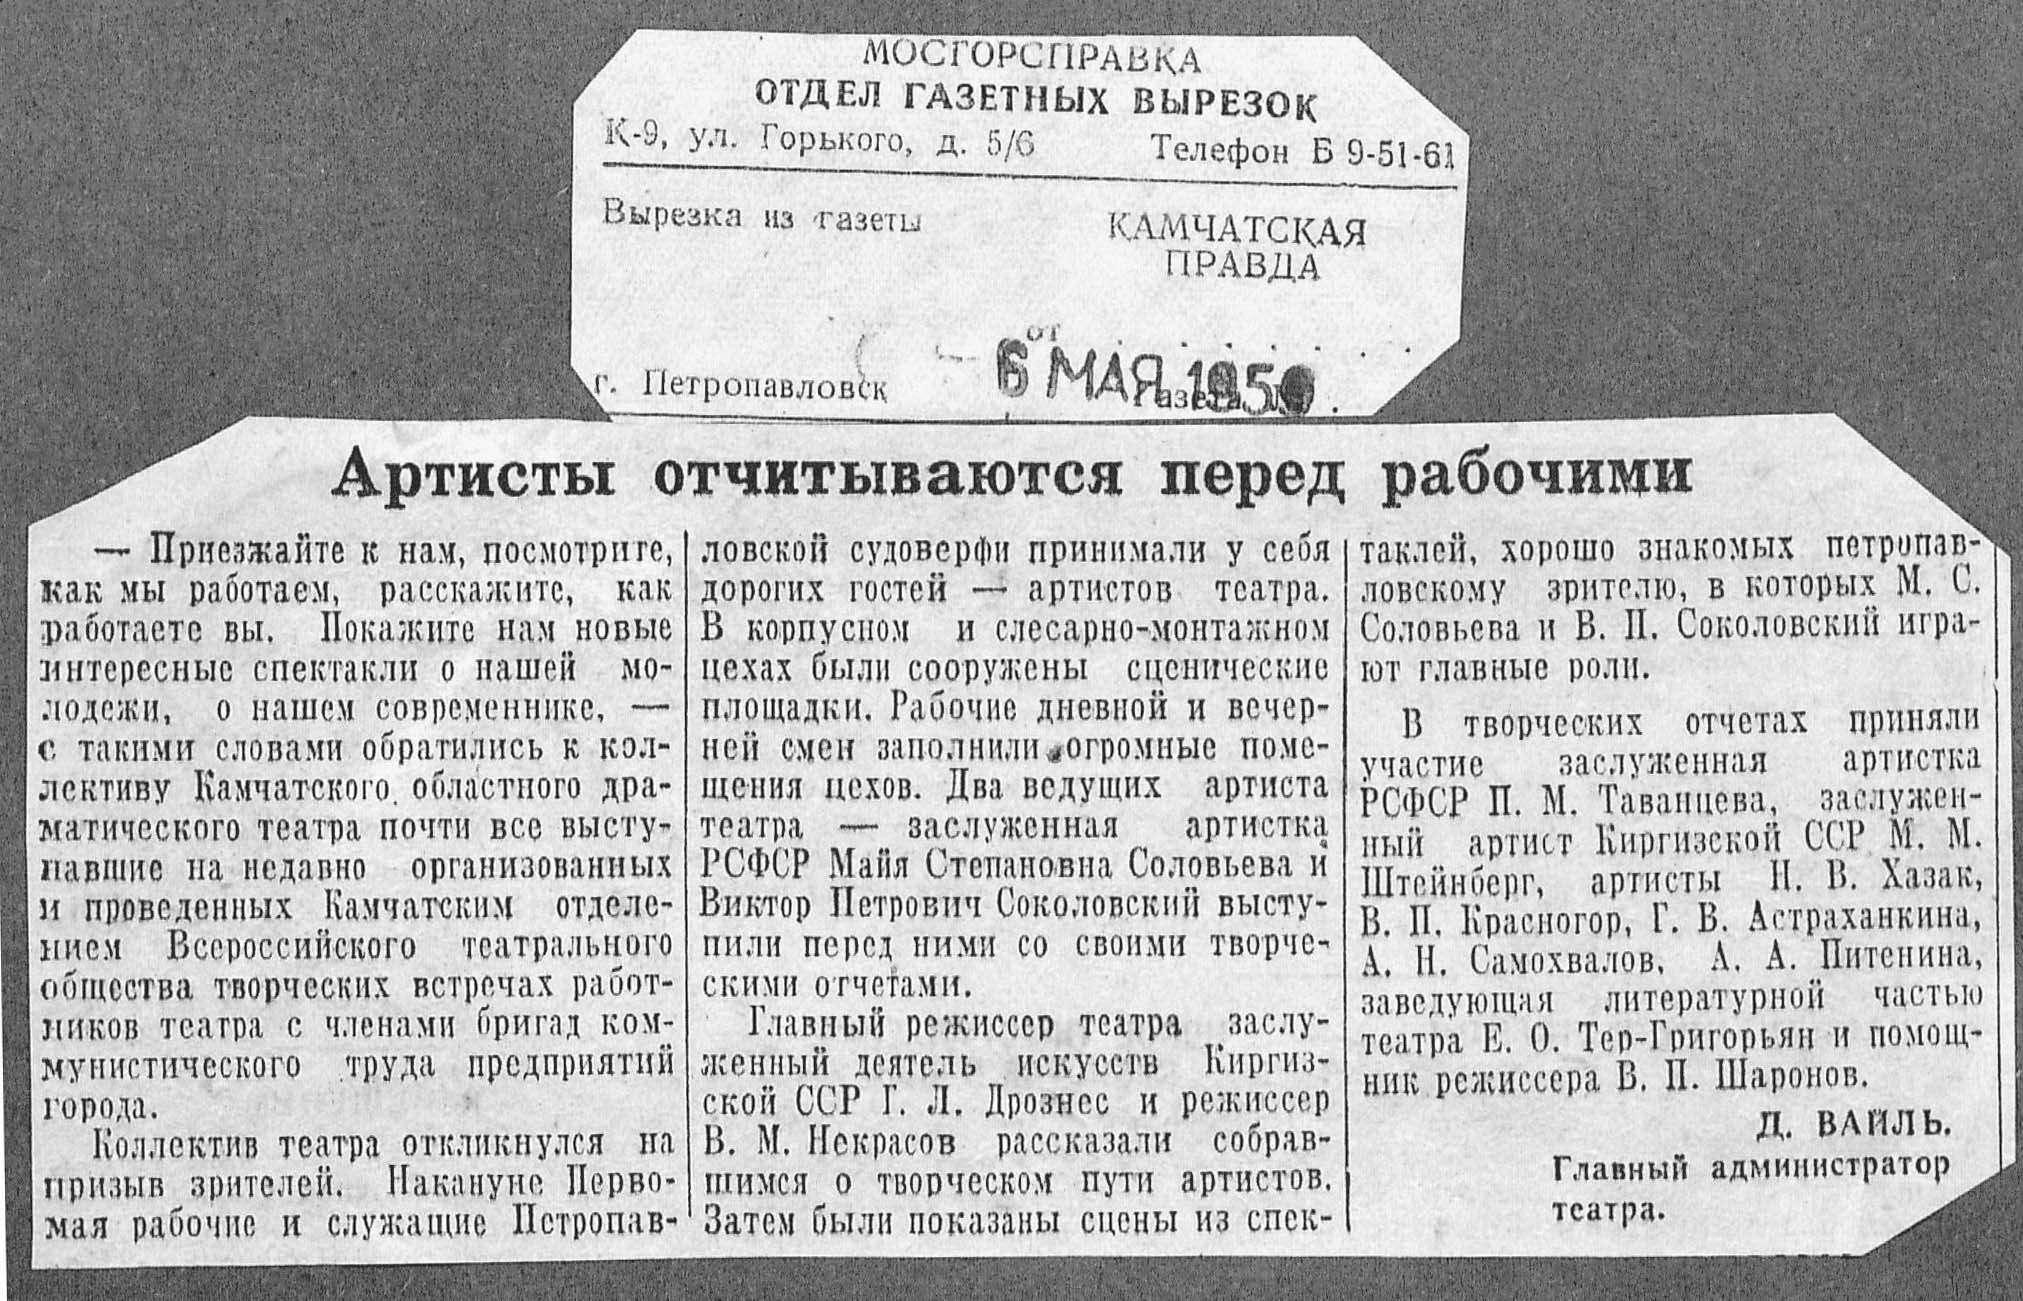 МОСГОРСПРАВКА
ОТДЕЛ ГАЗЕТНЫХ ВЫРЕЗОК
К-9, ул. Горького, д. 5/6 Телефон Б 9-51-61
Вырезка из газеты
КАМЧАТСКАЯ
ПРАВДА
от
6 МАЯ
г. Петропавловск
Газета №
Артисты отчитываются перед рабочими
— Приезжайте к нам, посмотрите,
как мы работаем, расскажите, как
работаете вы. Покажите нам новые
интересные спектакли о нашей мо-
лодежи, о нашем современнике, —
с такими словами обратились к кол-
лективу Камчатского областного дра-
матического театра почти все высту-
павшие на недавно организованных
и проведенных Камчатским отделе-
нием Всероссийского театрального
общества творческих встречах работ-
ников театра с членами бригад ком-
мунистического труда предприятий
города.
Коллектив театра откликнулся на
призыв зрителей. Накануне Перво-
мая рабочие и служащие Петропав-
ловской судоверфи принимали у себя
дорогих гостей — артистов театра.
В корпусном и слесарно-монтажном
цехах были сооружены сценические
площадки. Рабочие дневной и вечер-
ней смен заполнили огромные поме-
щения цехов. Два ведущих артиста
театра — заслуженная артистка
РСФСР Майя Степановна Соловьева и
Виктор Петрович Соколовский высту-
пили перед ними со своими творче-
скими отчетами.
Главный режиссер театра заслу-
женный деятель искусств Киргиз-
ской ССР Г. Л. Дрознес и режиссер
В. М. Некрасов рассказали собрав-
шимся о творческом пути артистов.
Затем были показаны сцены из спек-
таклей, хорошо знакомых петропав-
ловскому зрителю, в которых М. С.
Соловьева и В. П. Соколовский игра-
ют главные роли.
В творческих отчетах приняли
участие заслуженная артистка
РСФСР П. М. Таванцева, заслужен-
ный артист Киргизской ССР М. М.
Штейнберг, артисты Н. В. Хазак,
В. П. Красногор, Г. В. Астраханкина,
А. Н. Самохвалов, А. А. Питенина,
заведующая литературной частью
театра Е. О. Тер-Григорьян и помощ-
ник режиссера В. П. Шаронов.
Д. ВАЙЛЬ.
Главный администратор
театра.